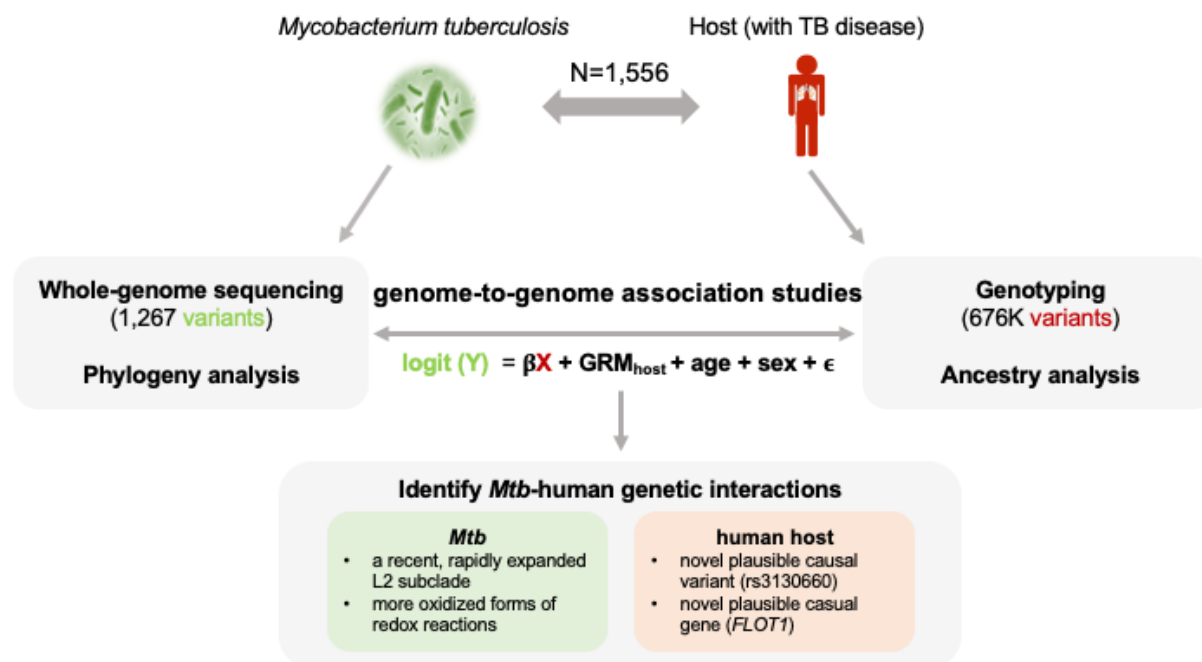 Mycobacterium tuberculosis
Host (with TB disease)
N=1,556
Whole-genome sequencing
(1,267 variants)
Phylogeny analysis
genome-to-genome association studies
logit (Y) = βX + GRMhost + age + sex + ϵ
Genotyping
(676K variants)
Ancestry analysis
Identify Mtb-human genetic interactions
Mtb
• a recent, rapidly expanded
L2 subclade
• more oxidized forms of
redox reactions
human host
• novel plausible causal
variant (rs3130660)
• novel plausible casual
gene (FLOT1)